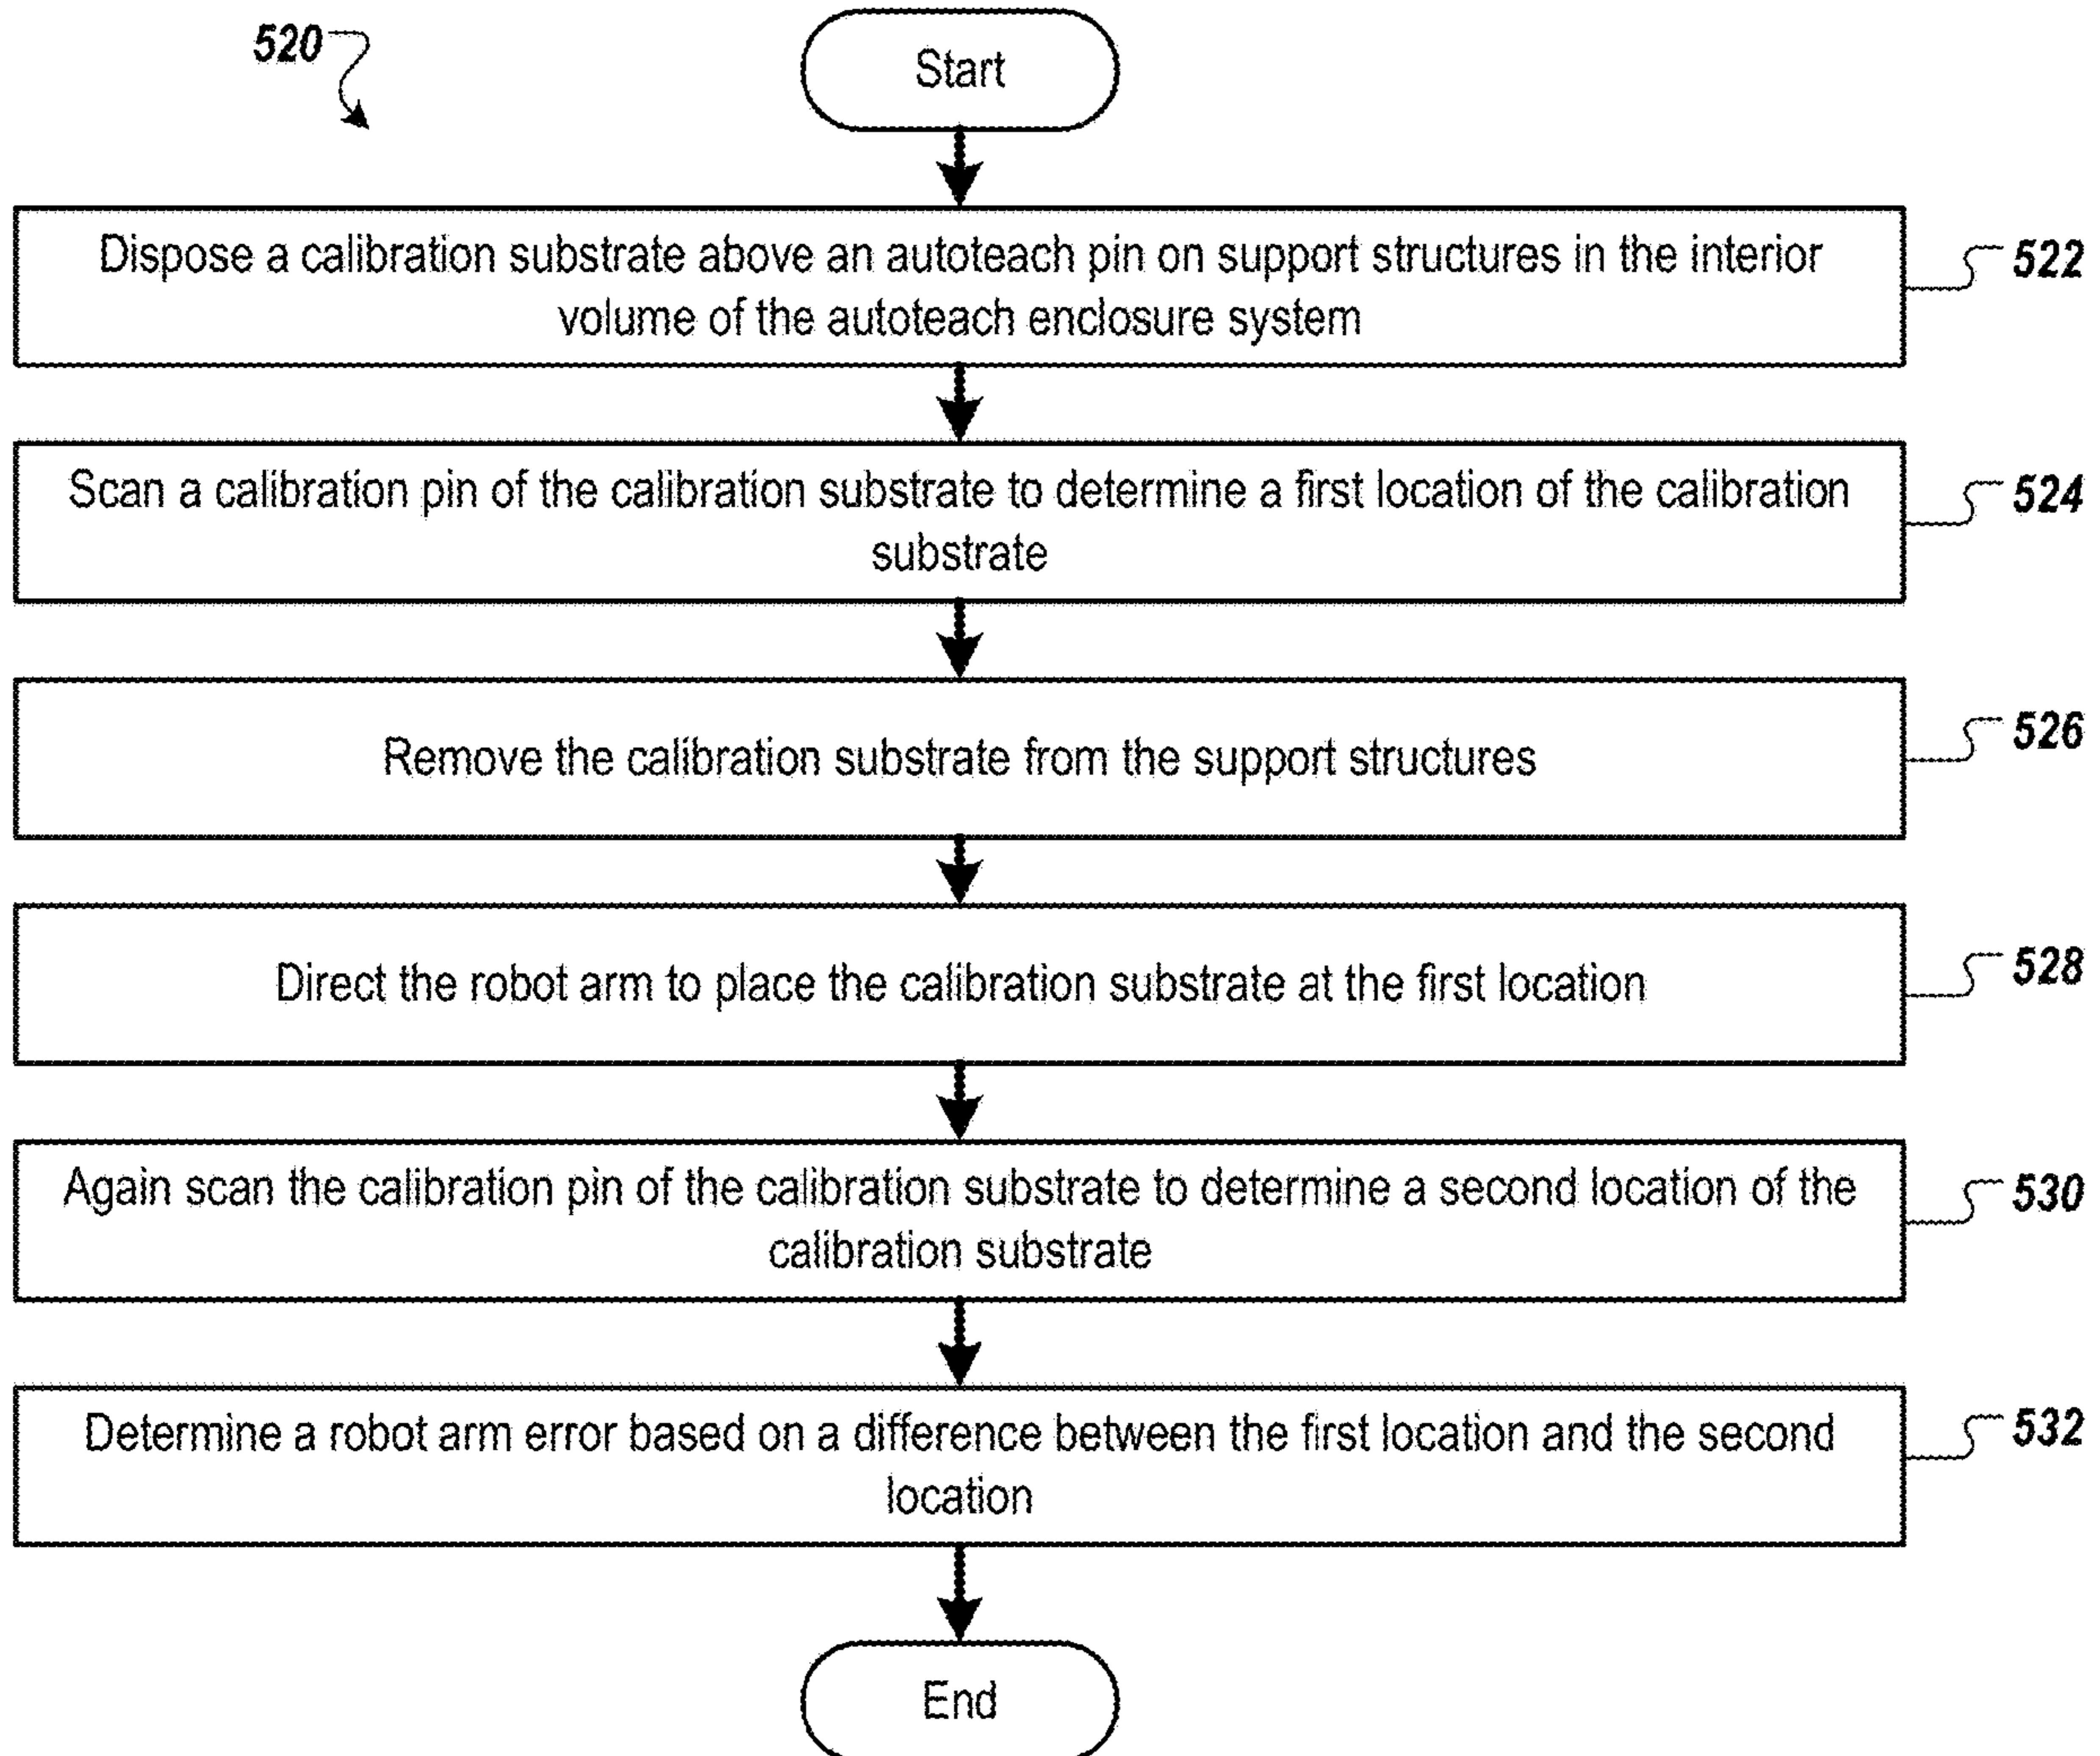 520
Start
Dispose a calibration substrate above an autoteach pin on support structures in the interior
volume of the autoteach enclosure system
522
Scan a calibration pin of the calibration substrate to determine a first location of the calibration
substrate
524
Remove the calibration substrate from the support structures
526
Direct the robot arm to place the calibration substrate at the first location
528
Again scan the calibration pin of the calibration substrate to determine a second location of the
calibration substrate
530
Determine a robot arm error based on a difference between the first location and the second
location
532
End